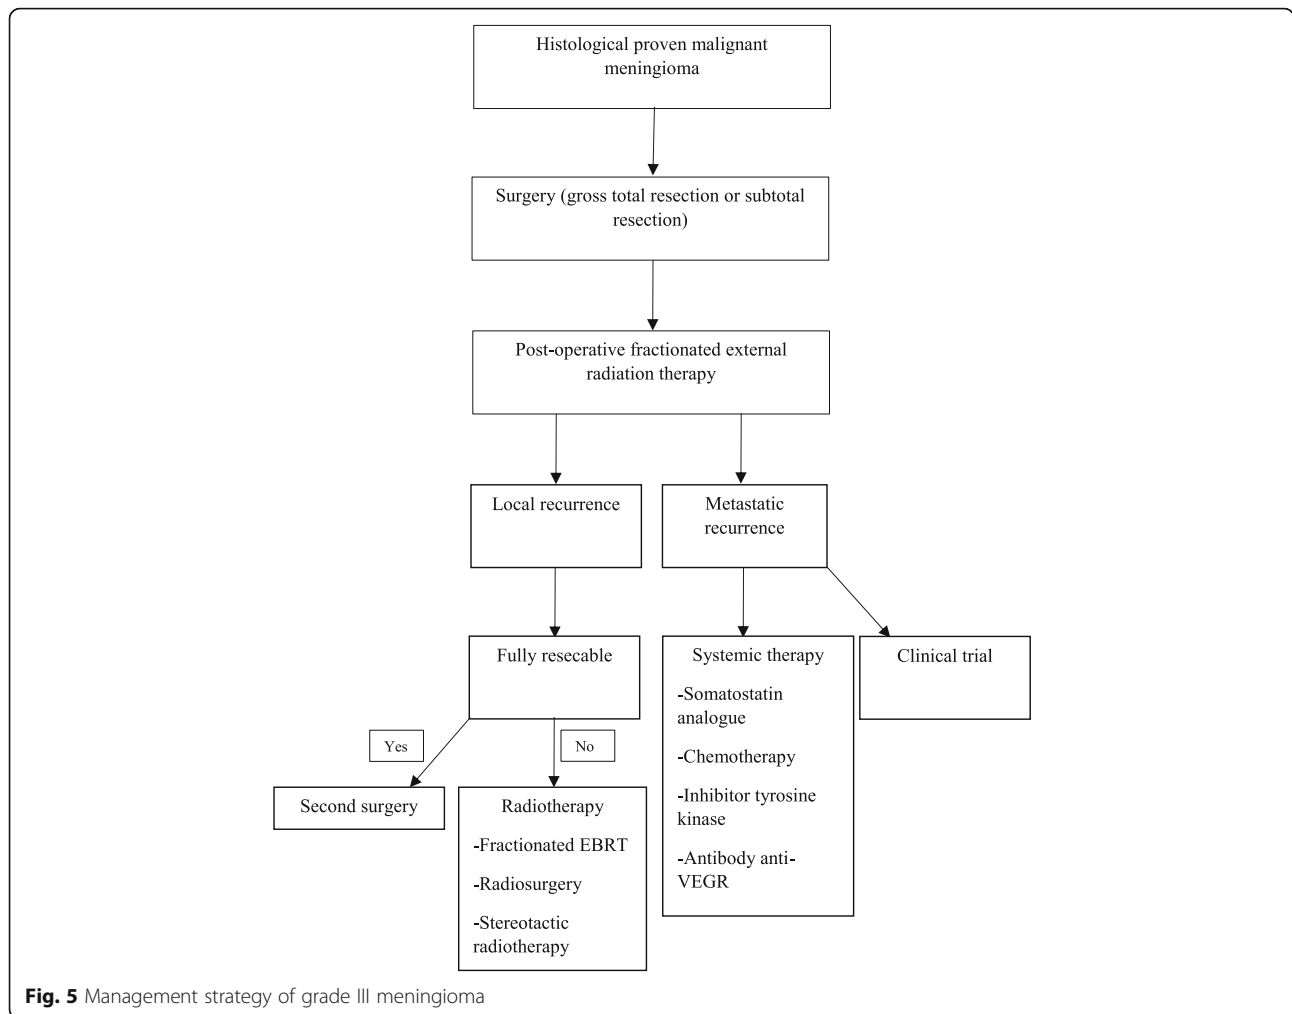 Histological proven malignant
meningioma
Surgery (gross total resection or subtotal
resection)
Post-operative fractionated external
radiation therapy
Local recurrence
Metastatic
recurrence
Fully resecable
Systemic therapy
-Somatostatin
analogue
-Chemotherapy
-Inhibitor tyrosine
kinase
-Antibody anti-
VEGR
Clinical trial
Yes
No
Second surgery
Radiotherapy
-Fractionated EBRT
-Radiosurgery
-Stereotactic
radiotherapy
Fig. 5 Management strategy of grade III meningioma